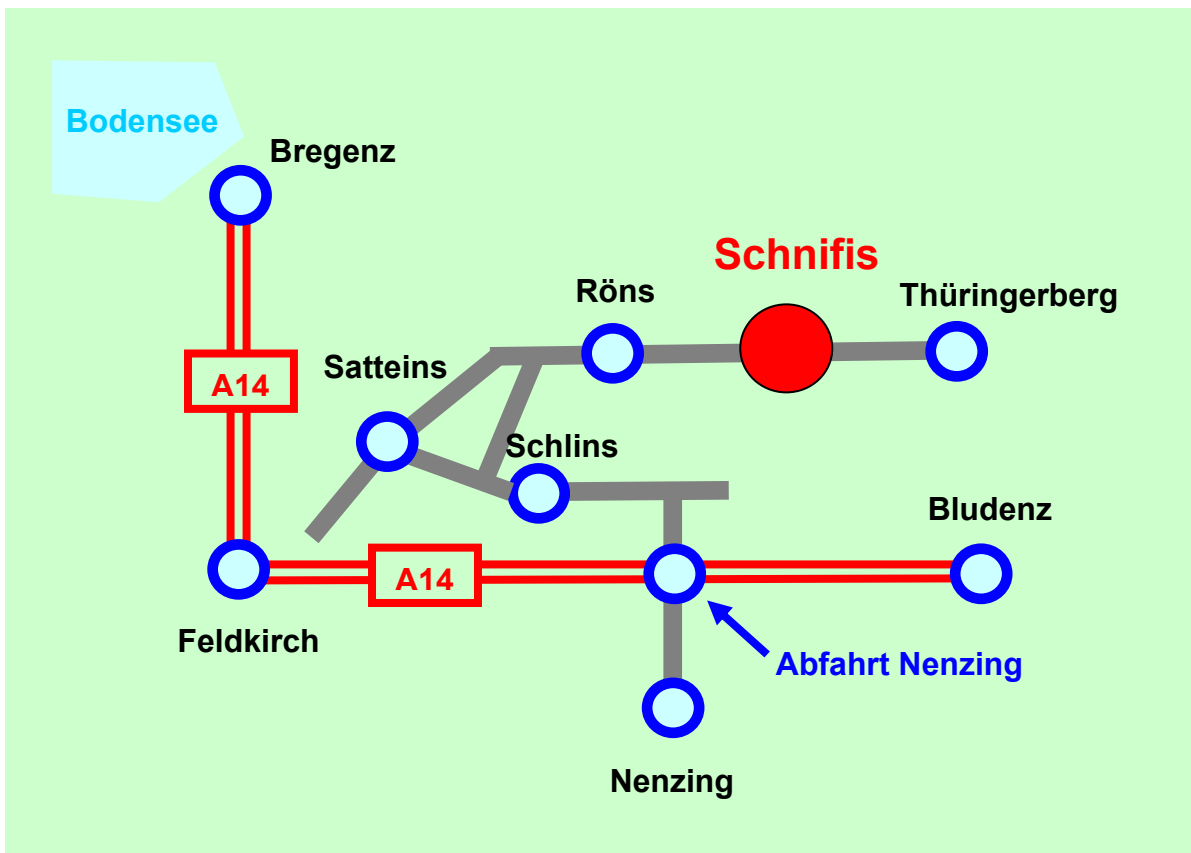 Bodensee
Bregenz
Schnifis
Röns
Thüringerberg
Satteins
A14
Schlins
Bludenz
A14
Feldkirch
Abfahrt Nenzing
Nenzing